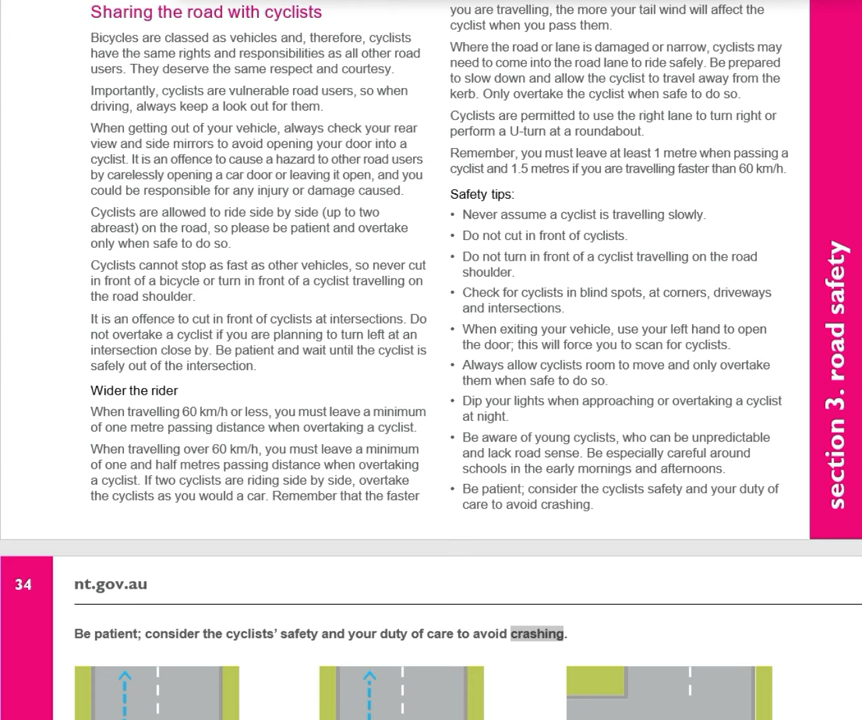 Sharing the road with cyclists
Bicycles are classed as vehicles and, therefore, cyclists
have the same rights and responsibilities as all other road
users. They deserve the same respect and courtesy.
Importantly, cyclists are vulnerable road users, so when
driving, always keep a look out for them.
When getting out of your vehicle, always check your rear
view and side mirrors to avoid opening your door into a
cyclist. It is an offence to cause a hazard to other road users
by carelessly opening a car door or leaving it open, and you
could be responsible for any injury or damage caused.
Cyclists are allowed to ride side by side (up to two
abreast) on the road, so please be patient and overtake
only when safe to do so.
Cyclists cannot stop as fast as other vehicles, so never cut
in front of a bicycle or turn in front of a cyclist travelling on
the road shoulder.
It is an offence to cut in front of cyclists at intersections. Do
not overtake a cyclist if you are planning to turn left at an
intersection close by. Be patient and wait until the cyclist is
safely out of the intersection.
Wider the rider
When travelling 60 km/h or less, you must leave a minimum
of one metre passing distance when overtaking a cyclist.
When travelling over 60 km/h, you must leave a minimum
of one and half metres passing distance when overtaking
a cyclist. If two cyclists are riding side by side, overtake
the cyclists as you would a car. Remember that the faster
you are travelling, the more your tail wind will affect the
cyclist when you pass them.
Where the road or lane is damaged or narrow, cyclists may
need to come into the road lane to ride safely. Be prepared
to slow down and allow the cyclist to travel away from the
kerb. Only overtake the cyclist when safe to do so.
Cyclists are permitted to use the right lane to turn right or
perform a U-turn at a roundabout.
Remember, you must leave at least 1 metre when passing a
cyclist and 1.5 metres if you are travelling faster than 60 km/h.
Safety tips:
• Never assume a cyclist is travelling slowly.
• Do not cut in front of cyclists.
• Do not turn in front of a cyclist travelling on the road
shoulder.
• Check for cyclists in blind spots, at corners, driveways
and intersections.
• When exiting your vehicle, use your left hand to open
the door; this will force you to scan for cyclists.
• Always allow cyclists room to move and only overtake
them when safe to do so.
• Dip your lights when approaching or overtaking a cyclist
at night.
• Be aware of young cyclists, who can be unpredictable
and lack road sense. Be especially careful around
schools in the early mornings and afternoons.
• Be patient; consider the cyclists safety and your duty of
care to avoid crashing.
section 3. road safety
34
nt.gov.au
Be patient; consider the cyclists' safety and your duty of care to avoid crashing.